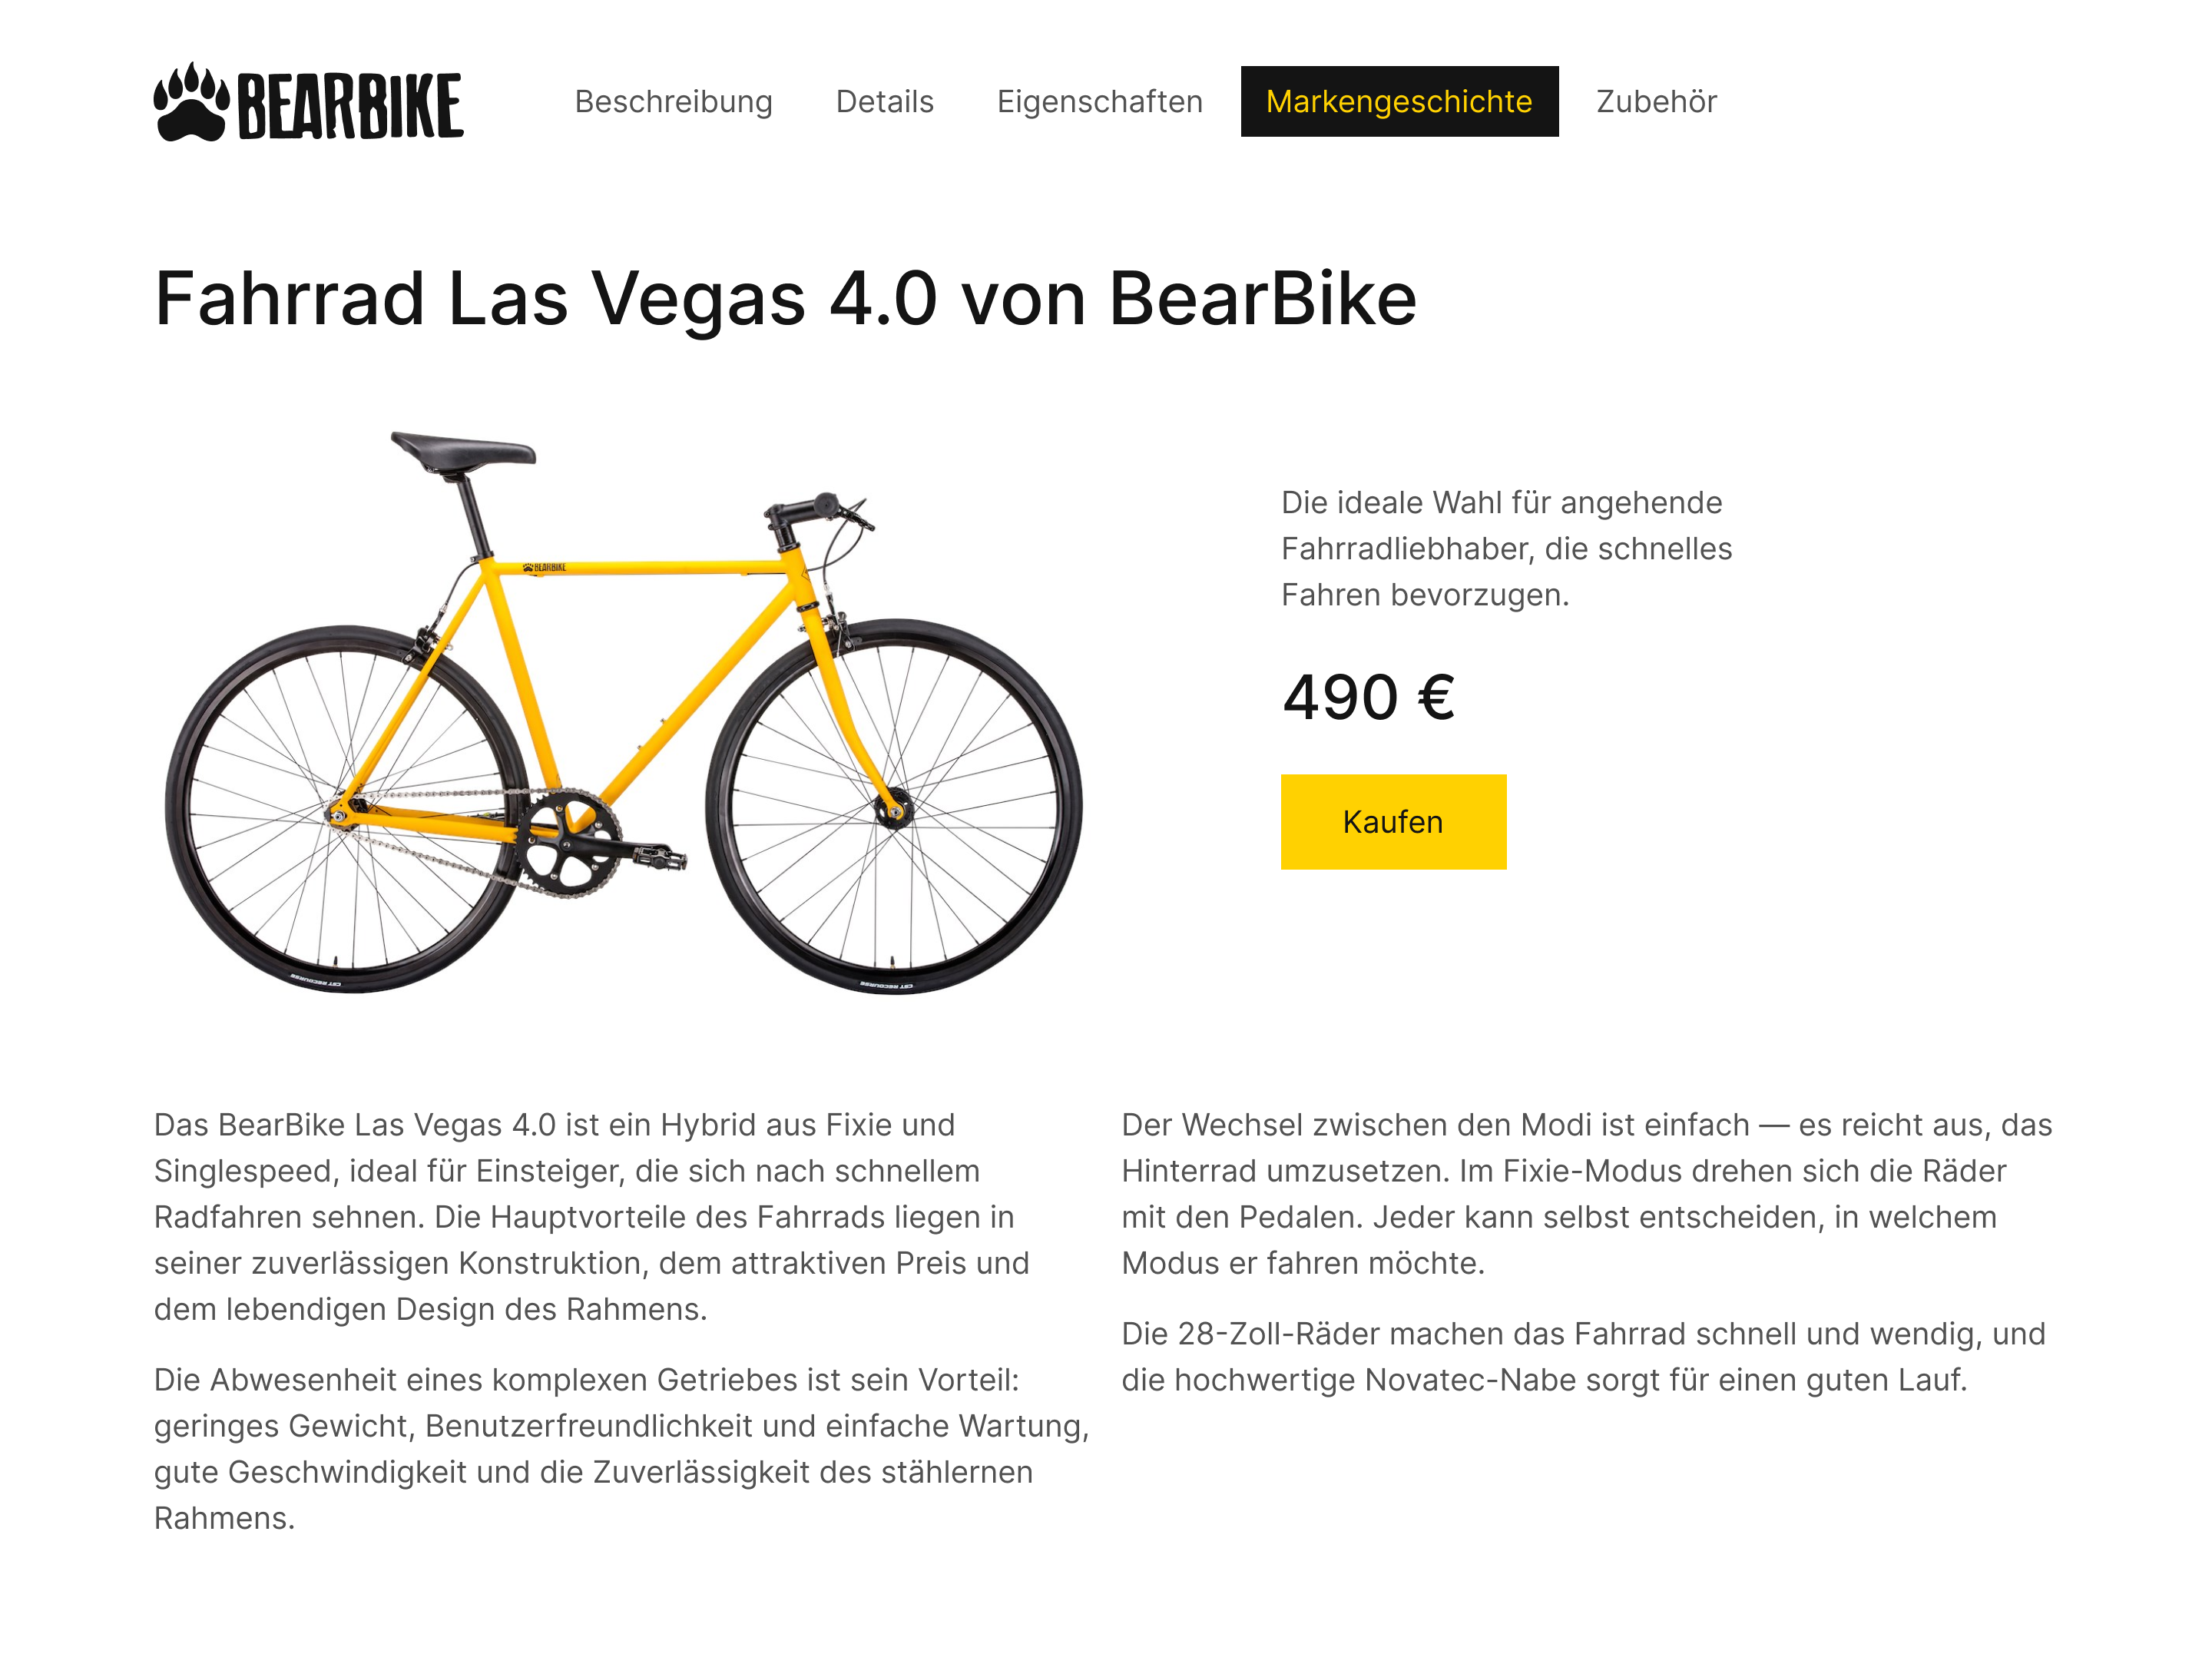 BEARBIKE
Beschreibung
Details
Eigenschaften
Markengeschichte
Zubehör
Fahrrad Las Vegas 4.0 von BearBike
BEARBIKE
CST RECOURSE
CST RECOURSE
Die ideale Wahl für angehende
Fahrradliebhaber, die schnelles
Fahren bevorzugen.
490 €
Kaufen
Das BearBike Las Vegas 4.0 ist ein Hybrid aus Fixie und
Singlespeed, ideal für Einsteiger, die sich nach schnellem
Radfahren sehnen. Die Hauptvorteile des Fahrrads liegen in
seiner zuverlässigen Konstruktion, dem attraktiven Preis und
dem lebendigen Design des Rahmens.
Die Abwesenheit eines komplexen Getriebes ist sein Vorteil:
geringes Gewicht, Benutzerfreundlichkeit und einfache Wartung,
gute Geschwindigkeit und die Zuverlässigkeit des stählernen
Rahmens.
Der Wechsel zwischen den Modi ist einfach — es reicht aus, das
Hinterrad umzusetzen. Im Fixie-Modus drehen sich die Räder
mit den Pedalen. Jeder kann selbst entscheiden, in welchem
Modus er fahren möchte.
Die 28-Zoll-Räder machen das Fahrrad schnell und wendig, und
die hochwertige Novatec-Nabe sorgt für einen guten Lauf.